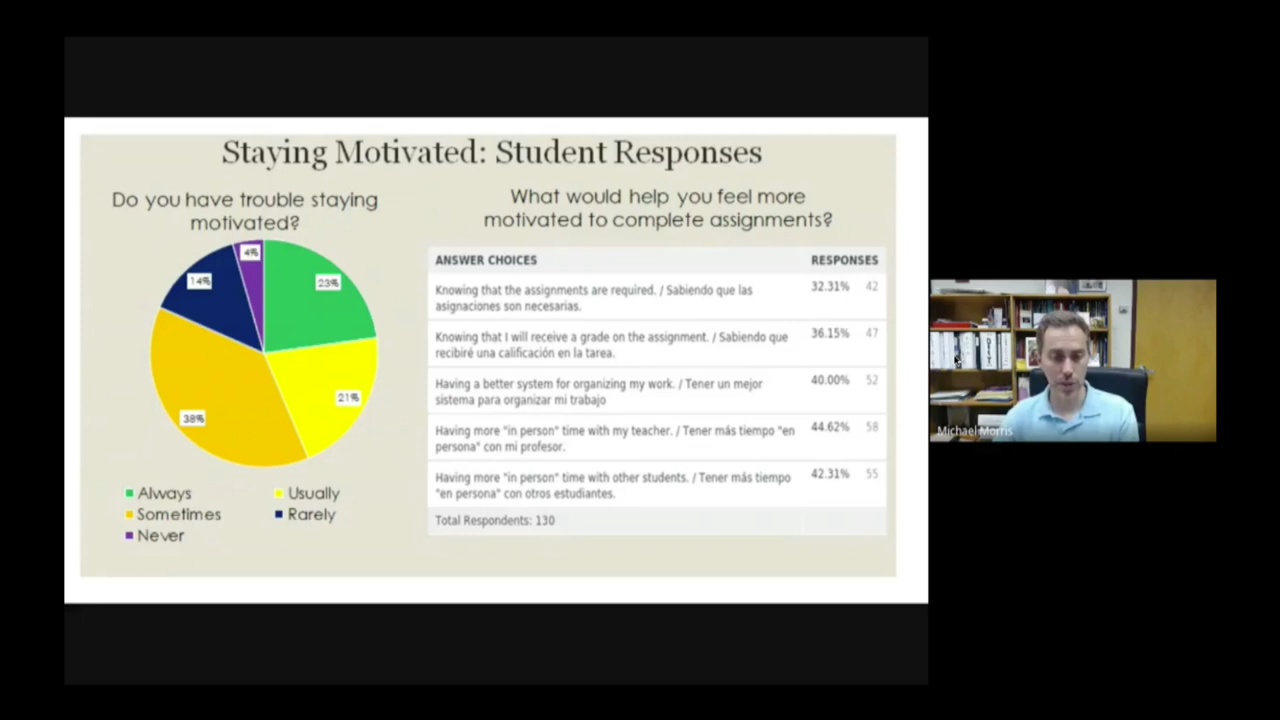 Staying Motivated: Student Responses
Do you have trouble staying
motivated?
4%
14%
23%
21%
38%
Always
Usually
Sometimes
Rarely
Never
What would help you feel more
motivated to complete assignments?
ANSWER CHOICES RESPONSES
Knowing that the assignments are required. / Sabiendo que las 32.31% 42
asignaciones son necesarias.
Knowing that I will receive a grade on the assignment. / Sabiendo que 36.15% 47
recibiré una calificación en la tarea.
Having a better system for organizing my work. / Tener un mejor 40.00% 52
sistema para organizar mi trabajo
Having more "in person" time with my teacher. / Tener más tiempo "en 44.62% 58
persona" con mi profesor.
Having more "in person" time with other students. / Tener más tiempo 42.31% 55
"en persona" con otros estudiantes.
Total Respondents: 130
Michael Morris